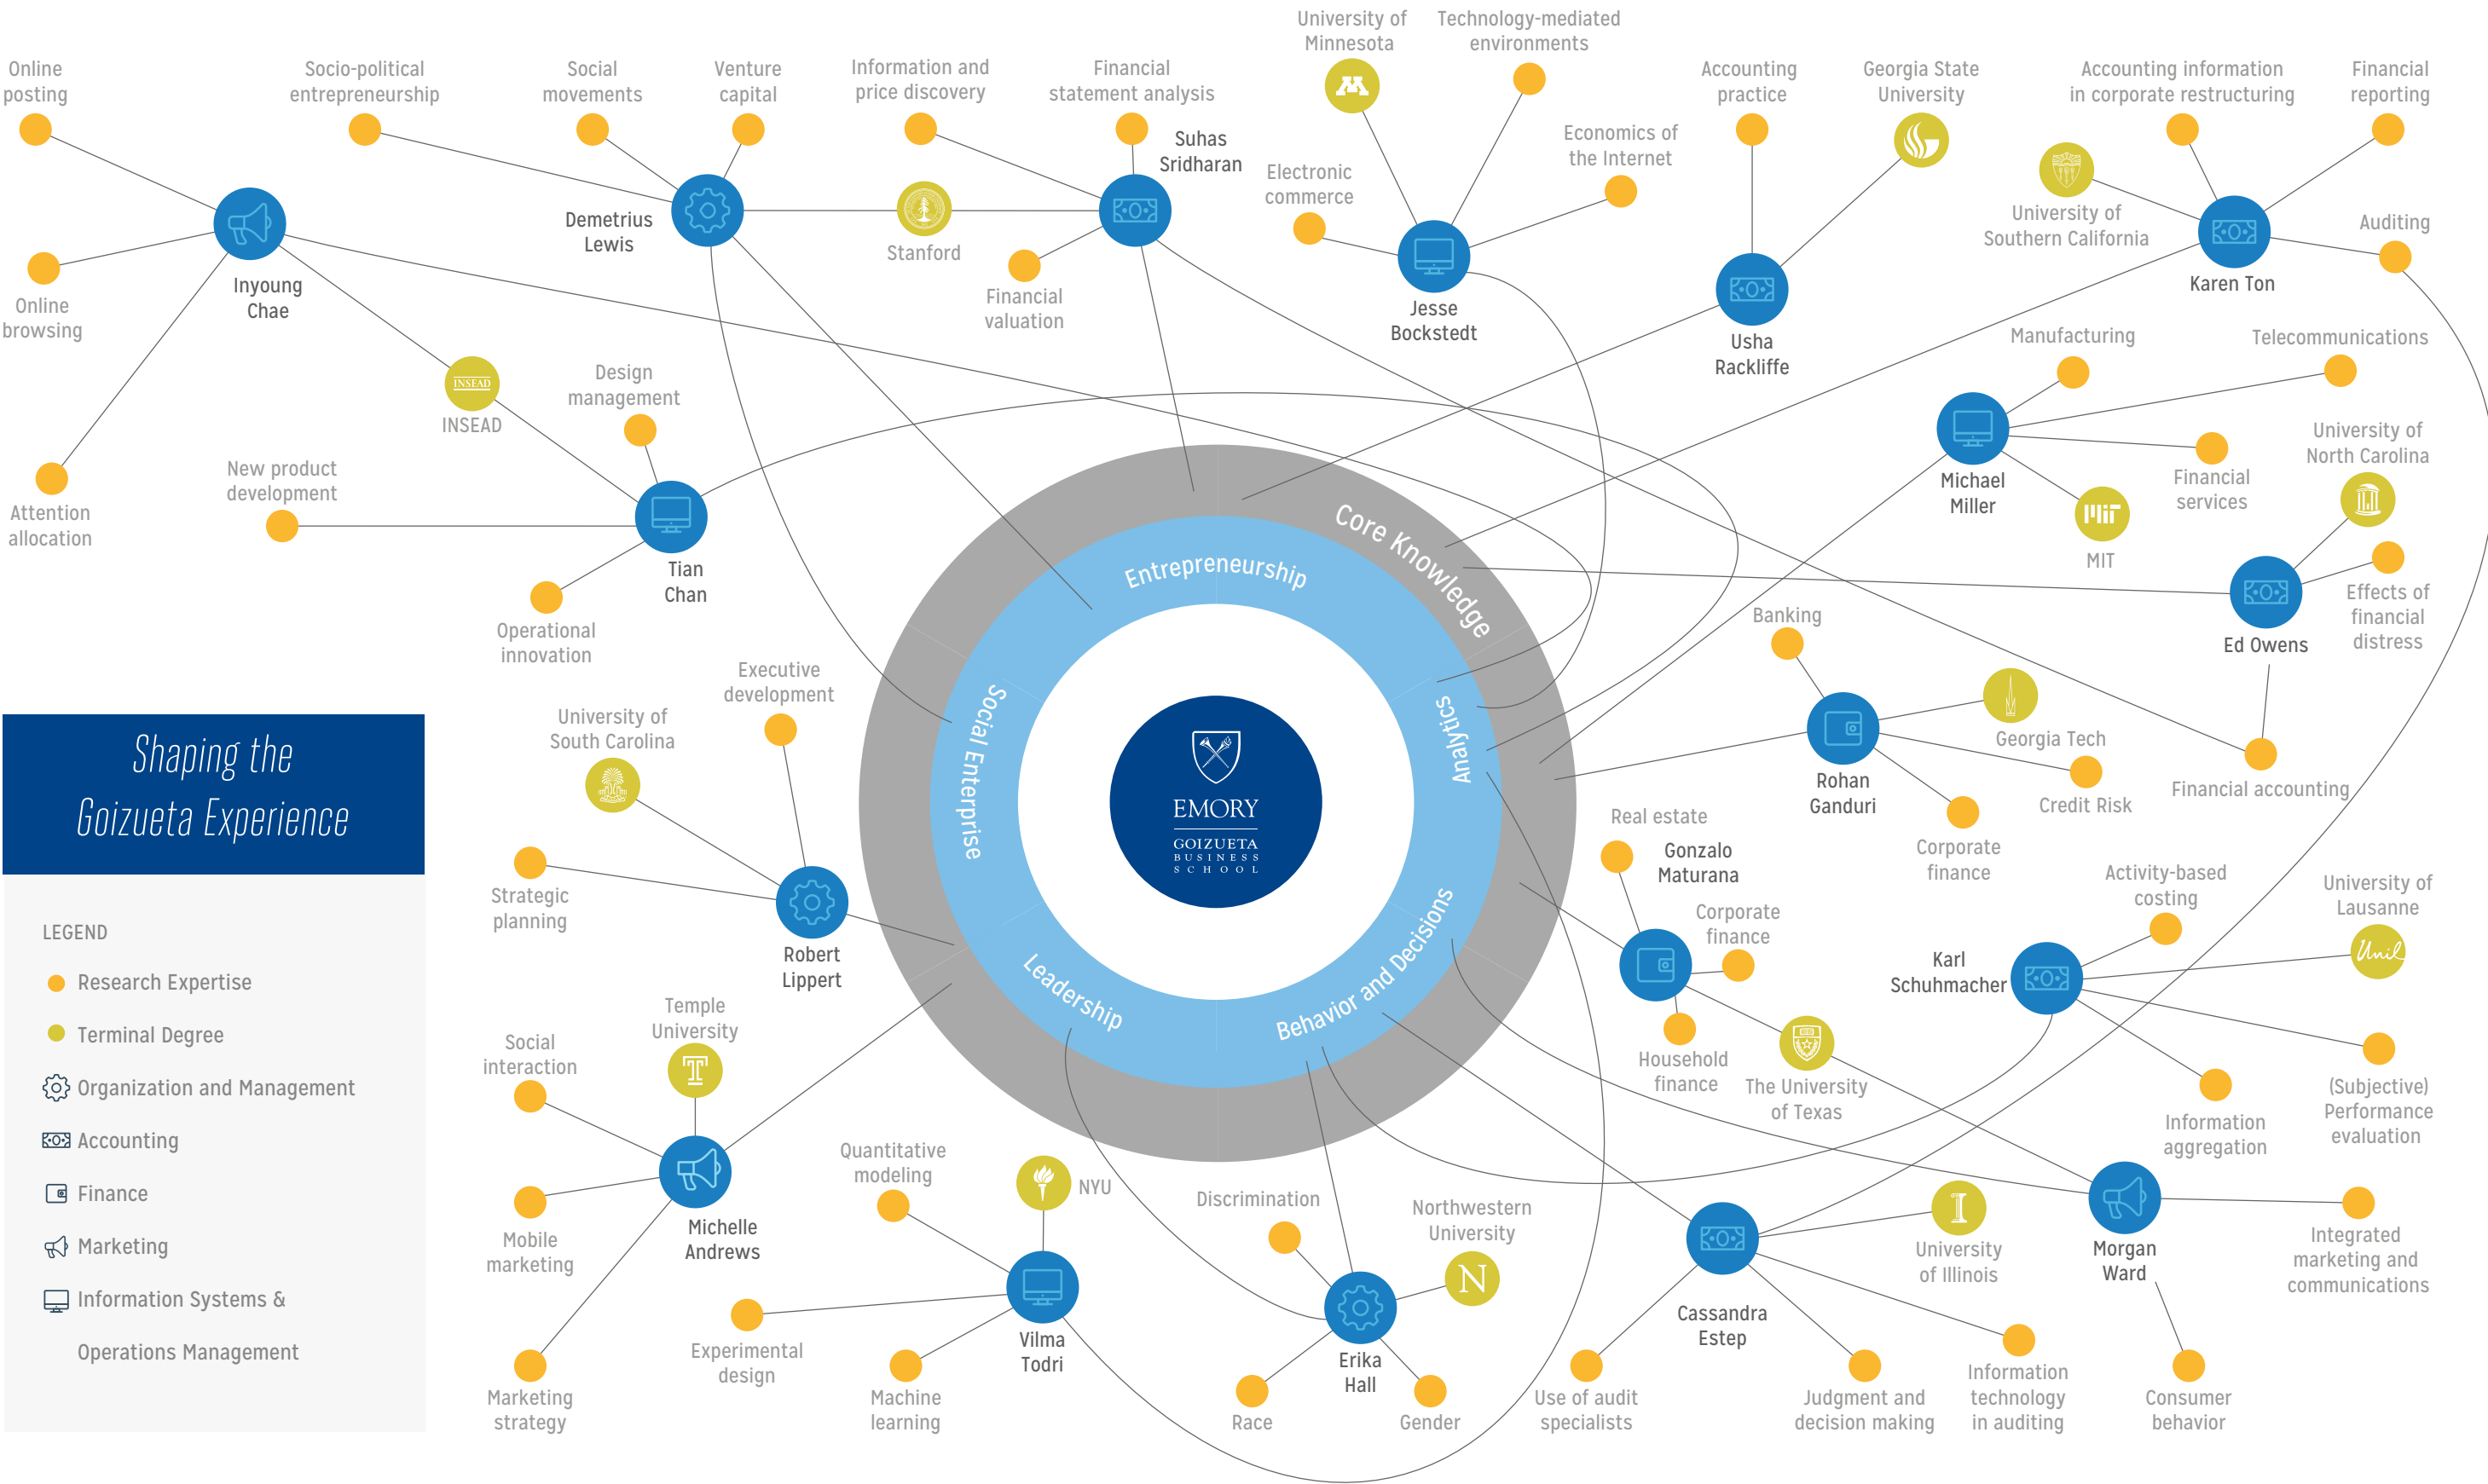 University of
Minnesota
Technology-mediated
environments
Online
posting
Socio-political
entrepreneurship
Social
movements
Venture
capital
Information and
price discovery
Financial
statement analysis
Suhas
Sridharan
Accounting
practice
Georgia State
University
Accounting information
in corporate restructuring
Financial
reporting
Economics of
the Internet
Electronic
commerce
University of
Southern California
Auditing
Demetrius
Lewis
Stanford
Financial
valuation
Inyoung
Chae
Online
browsing
Jesse
Bockstedt
Usha
Rackliffe
Karen Ton
Manufacturing
Telecommunications
INSEAD
INSEAD
Design
management
New product
development
Attention
allocation
Tian
Chan
Operational
innovation
Michael
Miller
Financial
services
University of
North Carolina
MIT
MIT
Ed Owens
Effects of
financial
distress
Core Knowledge
Entrepreneurship
Analytics
Behavior and Decisions
Leadership
Social Enterprise
EMORY
GOIZUETA
BUSINESS
SCHOOL
Banking
Georgia Tech
Rohan
Ganduri
Credit Risk
Corporate
finance
Financial accounting
Executive
development
University of
South Carolina
Strategic
planning
Robert
Lippert
Real estate
Gonzalo
Maturana
Corporate
finance
Household
finance
The University
of Texas
Activity-based
costing
University of
Lausanne
Unil
Karl
Schuhmacher
Information
aggregation
(Subjective)
Performance
evaluation
Shaping the
Goizueta Experience
LEGEND
Research Expertise
Terminal Degree
Organization and Management
Accounting
Finance
Marketing
Information Systems &
Operations Management
Temple
University
T
Social
interaction
Mobile
marketing
Michelle
Andrews
Marketing
strategy
Quantitative
modeling
NYU
Experimental
design
Vilma
Todri
Machine
learning
Discrimination
Northwestern
University
N
Erika
Hall
Race
Gender
Cassandra
Estep
University
of Illinois
I
Use of audit
specialists
Judgment and
decision making
Information
technology
in auditing
Morgan
Ward
Integrated
marketing and
communications
Consumer
behavior